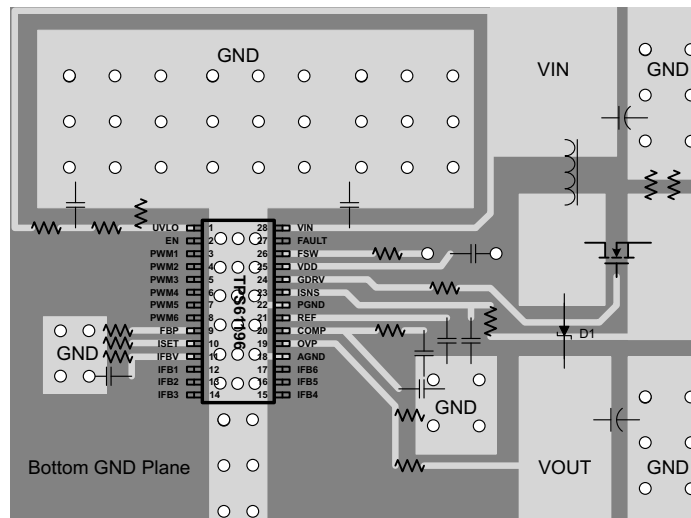 GND
VIN
GND
UVLO 1 28 VIN
EN 2 27 FAULT
PWM1 3 26 FSW
PWM2 4 25 VDD
PWM3 5 24 GDRV
PWM4 6 23 ISNS
PWM5 7 22 PGND
PWM6 8 21 REF
FBP 9 20 COMP
ISET 10 19 OVP
IFBV 11 18 AGND
IFB1 12 17 IFB6
IFB2 13 16 IFB5
IFB3 14 15 IFB4
TPS61196
D1
GND
GND
Bottom GND Plane
VOUT
GND